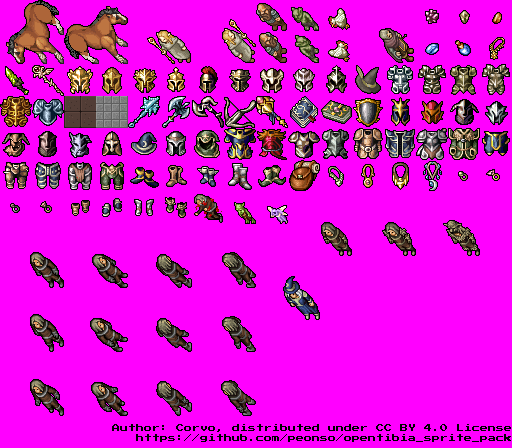 Author: Corvo, distributed under CC BY 4.0 License
https://github.com/peonso/opentibia_sprite_pack